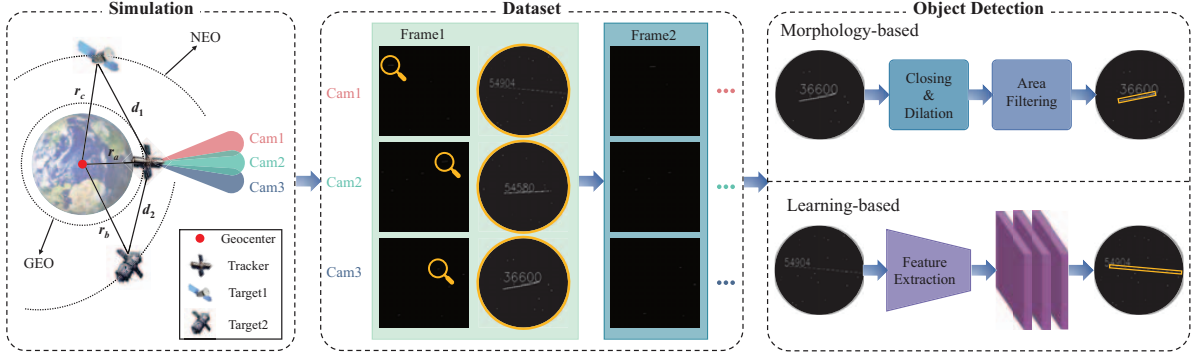 Simulation
NEO
r_c
d_1
r_a
Cam1
Cam2
Cam3
d_2
r_b
GEO
Geocenter
Tracker
Target1
Target2
Dataset
Frame1
Frame2
Cam1
54904
...
Cam2
54580
...
Cam3
36600
...
Object Detection
Morphology-based
36600
Closing
&
Dilation
Area
Filtering
36600
Learning-based
54904
Feature
Extraction
54904